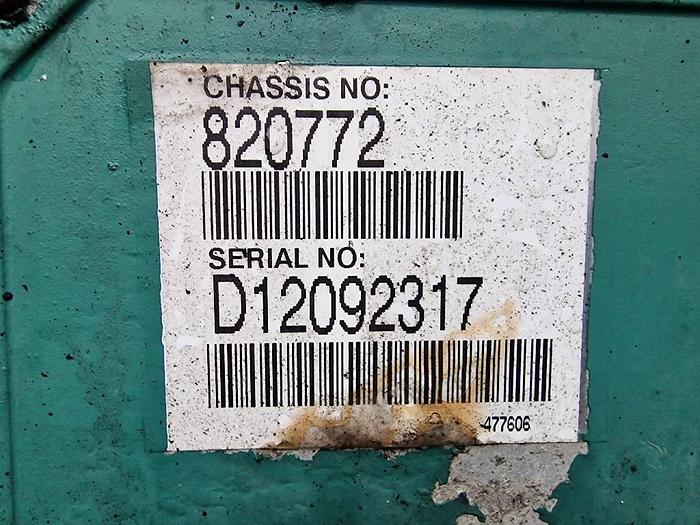 CHASSIS NO:
820772
SERIAL NO:
D12092317
477606